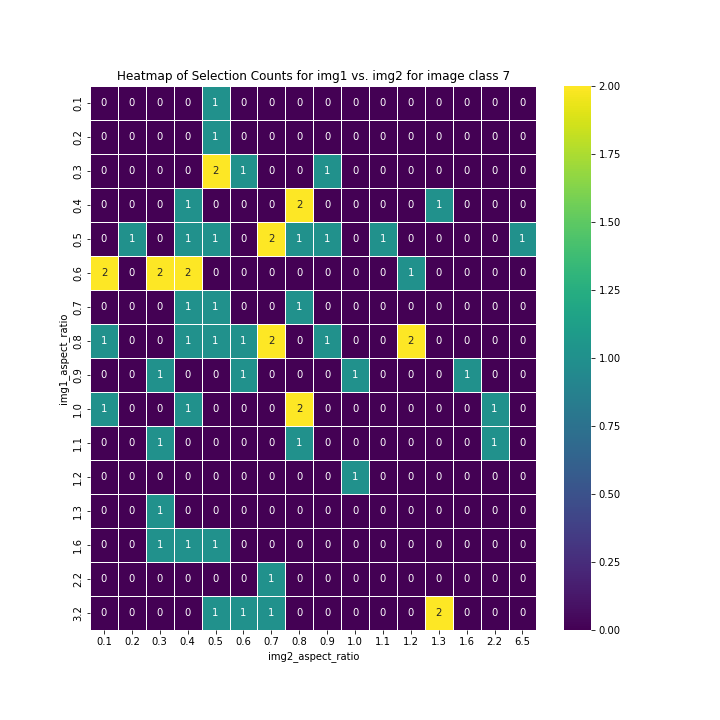 Heatmap of Selection Counts for img1 vs. img2 for image class 7
0.1 0 0 0 0 1 0 0 0 0 0 0 0 0 0 0 0
0.2 0 0 0 0 1 0 0 0 0 0 0 0 0 0 0 0
0.3 0 0 0 0 2 1 0 0 1 0 0 0 0 0 0 0
0.4 0 0 0 1 0 0 0 2 0 0 0 0 1 0 0 0
0.5 0 1 0 1 1 0 2 1 1 0 1 0 0 0 0 1
0.6 2 0 2 2 0 0 0 0 0 0 0 1 0 0 0 0
0.7 0 0 0 1 1 0 0 1 0 0 0 0 0 0 0 0
0.8 1 0 0 1 1 1 2 0 1 0 0 2 0 0 0 0
0.9 0 0 1 0 0 1 0 0 0 1 0 0 0 1 0 0
1.0 1 0 0 1 0 0 0 2 0 0 0 0 0 0 1 0
1.1 0 0 1 0 0 0 0 1 0 0 0 0 0 0 1 0
1.2 0 0 0 0 0 0 0 0 0 1 0 0 0 0 0 0
1.3 0 0 1 0 0 0 0 0 0 0 0 0 0 0 0 0
1.6 0 0 1 1 1 0 0 0 0 0 0 0 0 0 0 0
2.2 0 0 0 0 0 0 1 0 0 0 0 0 0 0 0 0
3.2 0 0 0 0 1 1 1 0 0 0 0 0 2 0 0 0
0.1 0.2 0.3 0.4 0.5 0.6 0.7 0.8 0.9 1.0 1.1 1.2 1.3 1.6 2.2 6.5
img2_aspect_ratio
img1_aspect_ratio
2.00
1.75
1.50
1.25
1.00
0.75
0.50
0.25
0.00